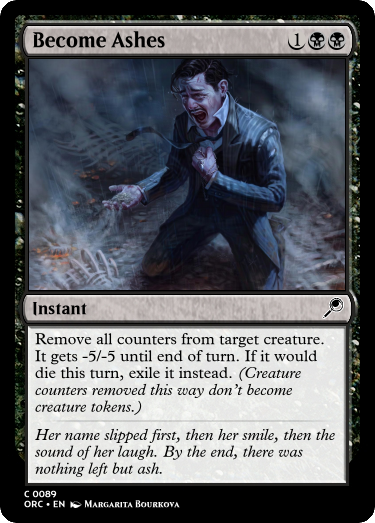 Become Ashes 1
Instant
Remove all counters from target creature.
It gets -5/-5 until end of turn. If it would
die this turn, exile it instead. (Creature
counters removed this way don't become
creature tokens.)
Her name slipped first, then her smile, then the
sound of her laugh. By the end, there was
nothing left but ash.
C 0089
ORC • EN Margarita Bourkova